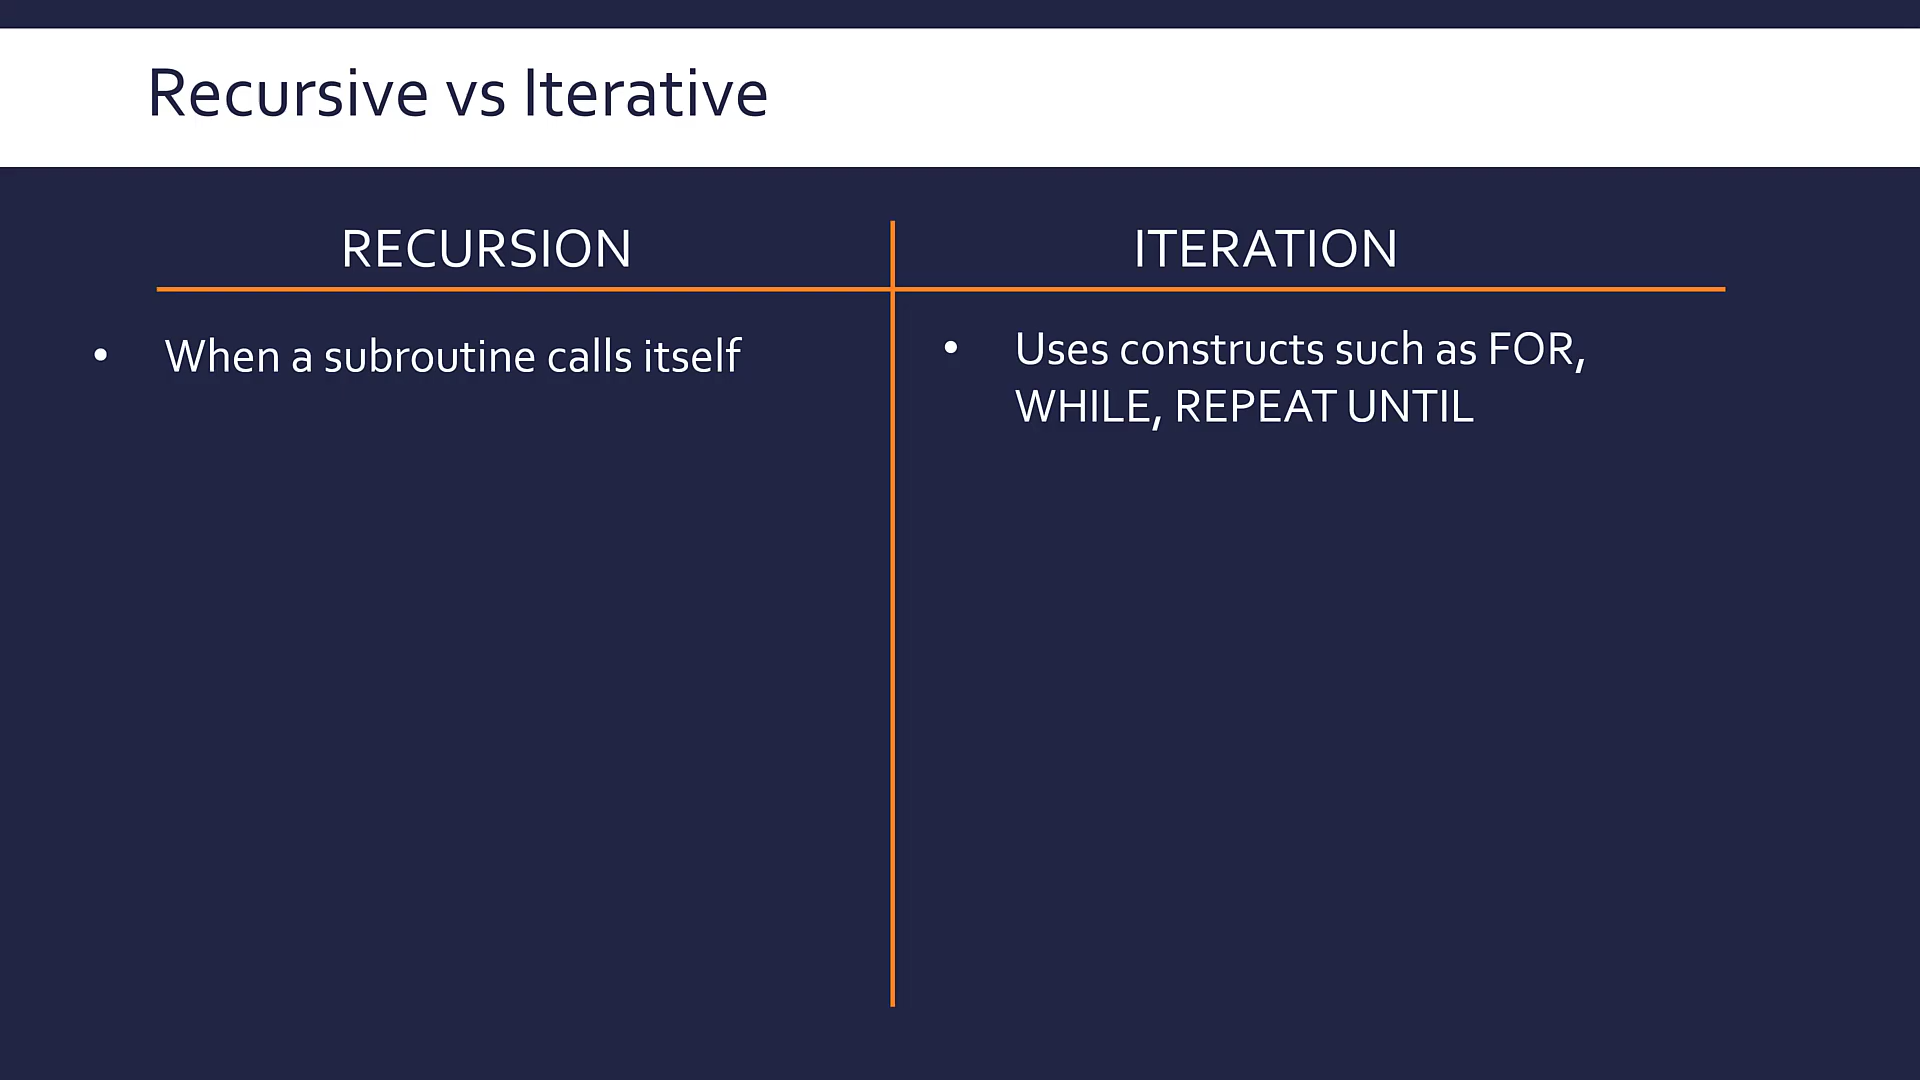 Recursive vs Iterative
RECURSION
• When a subroutine calls itself
ITERATION
• Uses constructs such as FOR,
WHILE, REPEAT UNTIL